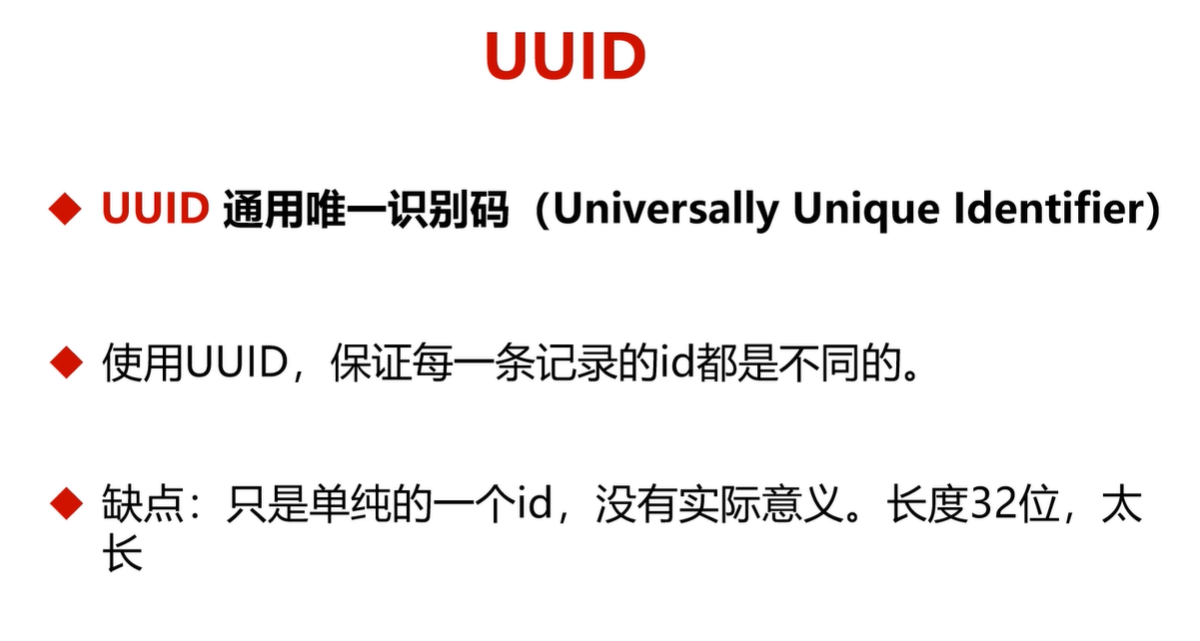 UUID
UUID 通用唯一识别码（Universally Unique Identifier）
使用UUID，保证每一条记录的id都是不同的。
缺点：只是单纯的一个id，没有实际意义。长度32位，太
长